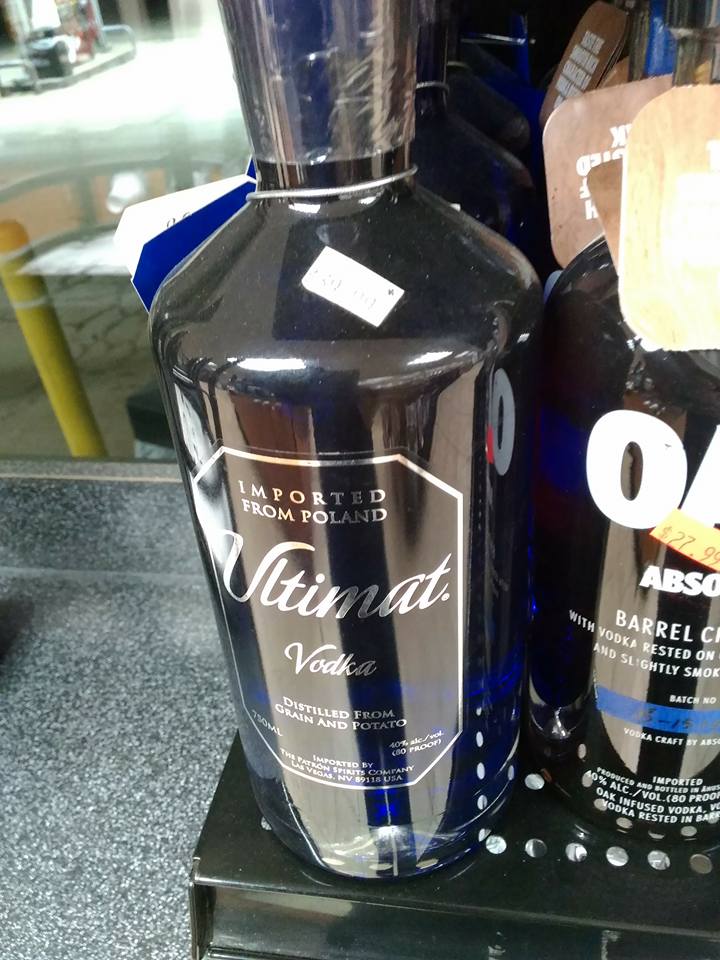 IMPORTED
FROM POLAND
Ultimat.
Vodka
DISTILLED FROM
GRAIN AND POTATO
750ML
40% alc/vol.
(80 PROOF)
IMPORTED BY
THE PATRÓN SPIRITS COMPANY
LAS VEGAS, NV 89118 USA
$27.99
ABSO
BARREL
WITH VODKA RESTED ON
AND SLIGHTLY SMOK
BATCH NO
VODKA CRAFT BY ABS
IMPORTED
PRODUCED AND BOTTLED IN
40% ALC./VOL.(80 PROOF
OAK INFUSED VODKA,
VODKA RESTED IN BARR